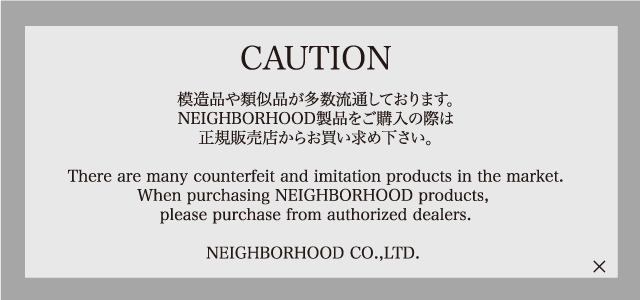 CAUTION
模造品や類似品が多数流通しております。
NEIGHBORHOOD製品をご購入の際は
正規販売店からお買い求め下さい。
There are many counterfeit and imitation products in the market.
When purchasing NEIGHBORHOOD products,
please purchase from authorized dealers.
NEIGHBORHOOD CO.,LTD.
×